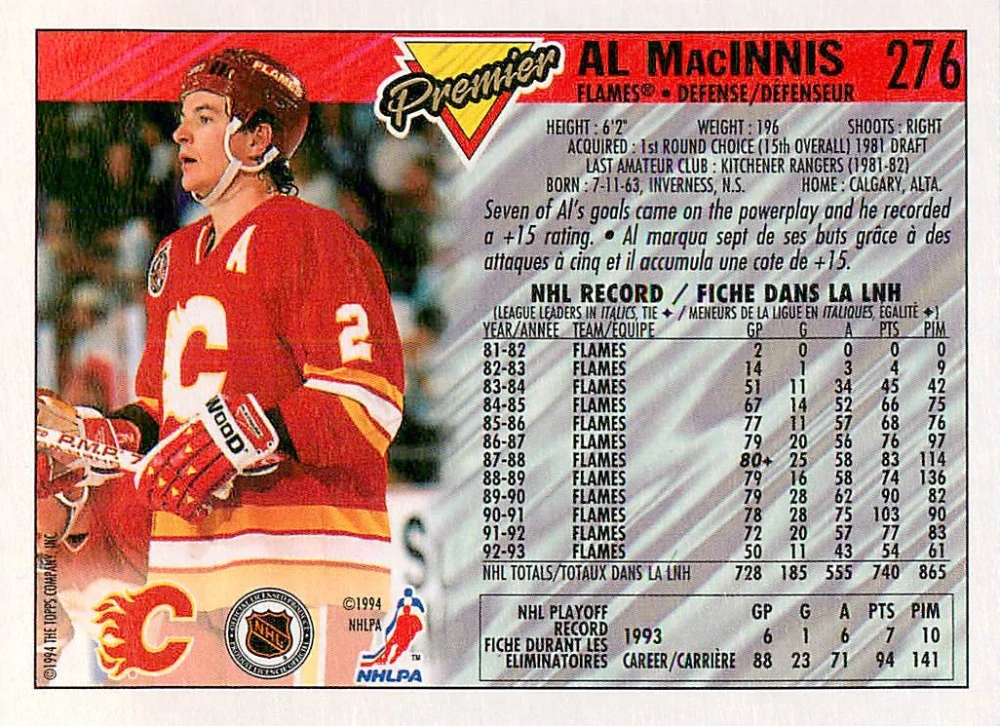 Premier
AL MACINNIS
276
FLAMES® • DEFENSE/DÉFENSEUR
HEIGHT : 6'2" WEIGHT : 196 SHOOTS : RIGHT
ACQUIRED : 1st ROUND CHOICE (15th OVERALL) 1981 DRAFT
LAST AMATEUR CLUB : KITCHENER RANGERS (1981-82)
BORN : 7-11-63, INVERNESS, N.S. HOME : CALGARY, ALTA.
Seven of Al's goals came on the powerplay and he recorded
a +15 rating. • Al marqua sept de ses buts grâce à des
attaques à cinq et il accumula une cote de +15.
NHL RECORD / FICHE DANS LA LNH
(LEAGUE LEADERS IN ITALICS, TIE ✦ / MENEURS DE LA LIGUE EN ITALIQUES, ÉGALITÉ ✦)
YEAR/ANNÉE TEAM/ÉQUIPE GP G A PTS PIM
81-82 FLAMES 2 0 0 0 0
82-83 FLAMES 14 1 3 4 9
83-84 FLAMES 51 11 34 45 42
84-85 FLAMES 67 14 52 66 75
85-86 FLAMES 77 11 57 68 76
86-87 FLAMES 79 20 56 76 97
87-88 FLAMES 80✦ 25 58 83 114
88-89 FLAMES 79 16 58 74 136
89-90 FLAMES 79 28 62 90 82
90-91 FLAMES 78 28 75 103 90
91-92 FLAMES 72 20 57 77 83
92-93 FLAMES 50 11 43 54 61
NHL TOTALS/TOTAUX DANS LA LNH 728 185 555 740 865
NHL PLAYOFF GP G A PTS PIM
RECORD
FICHE DURANT LES 1993 6 1 6 7 10
ÉLIMINATOIRES CAREER/CARRIÈRE 88 23 71 94 141
FLAMES
A
2
C
WOOD
P.M.P.
©1994 THE TOPPS COMPANY, INC
C
NHL
©1994
NHLPA
NHLPA
™